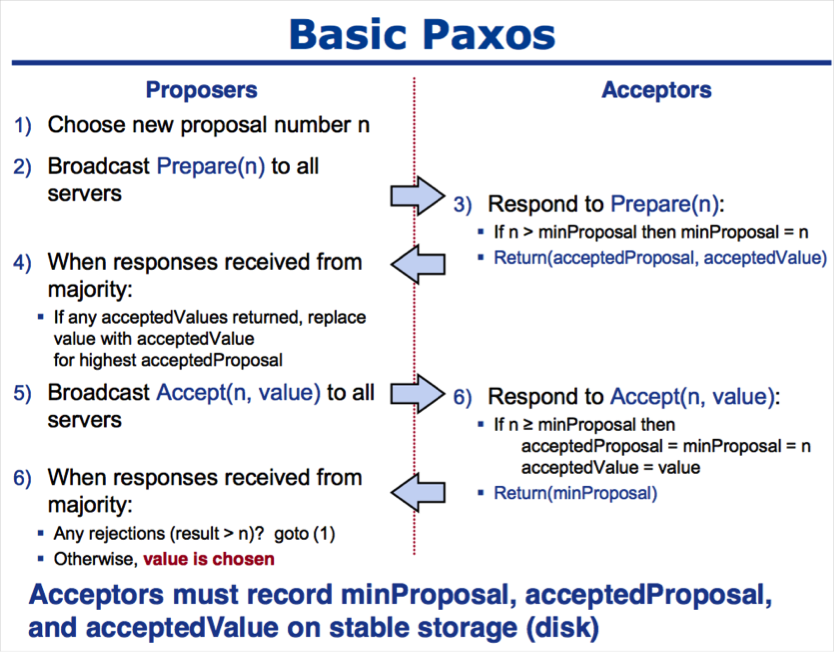 Basic Paxos
Proposers
1) Choose new proposal number n
2) Broadcast Prepare(n) to all
servers
4) When responses received from
majority:
▪ If any acceptedValues returned, replace
value with acceptedValue
for highest acceptedProposal
5) Broadcast Accept(n, value) to all
servers
6) When responses received from
majority:
▪ Any rejections (result > n)? goto (1)
▪ Otherwise, value is chosen
Acceptors
3) Respond to Prepare(n):
▪ If n > minProposal then minProposal = n
▪ Return(acceptedProposal, acceptedValue)
6) Respond to Accept(n, value):
▪ If n ≥ minProposal then
acceptedProposal = minProposal = n
acceptedValue = value
▪ Return(minProposal)
Acceptors must record minProposal, acceptedProposal,
and acceptedValue on stable storage (disk)